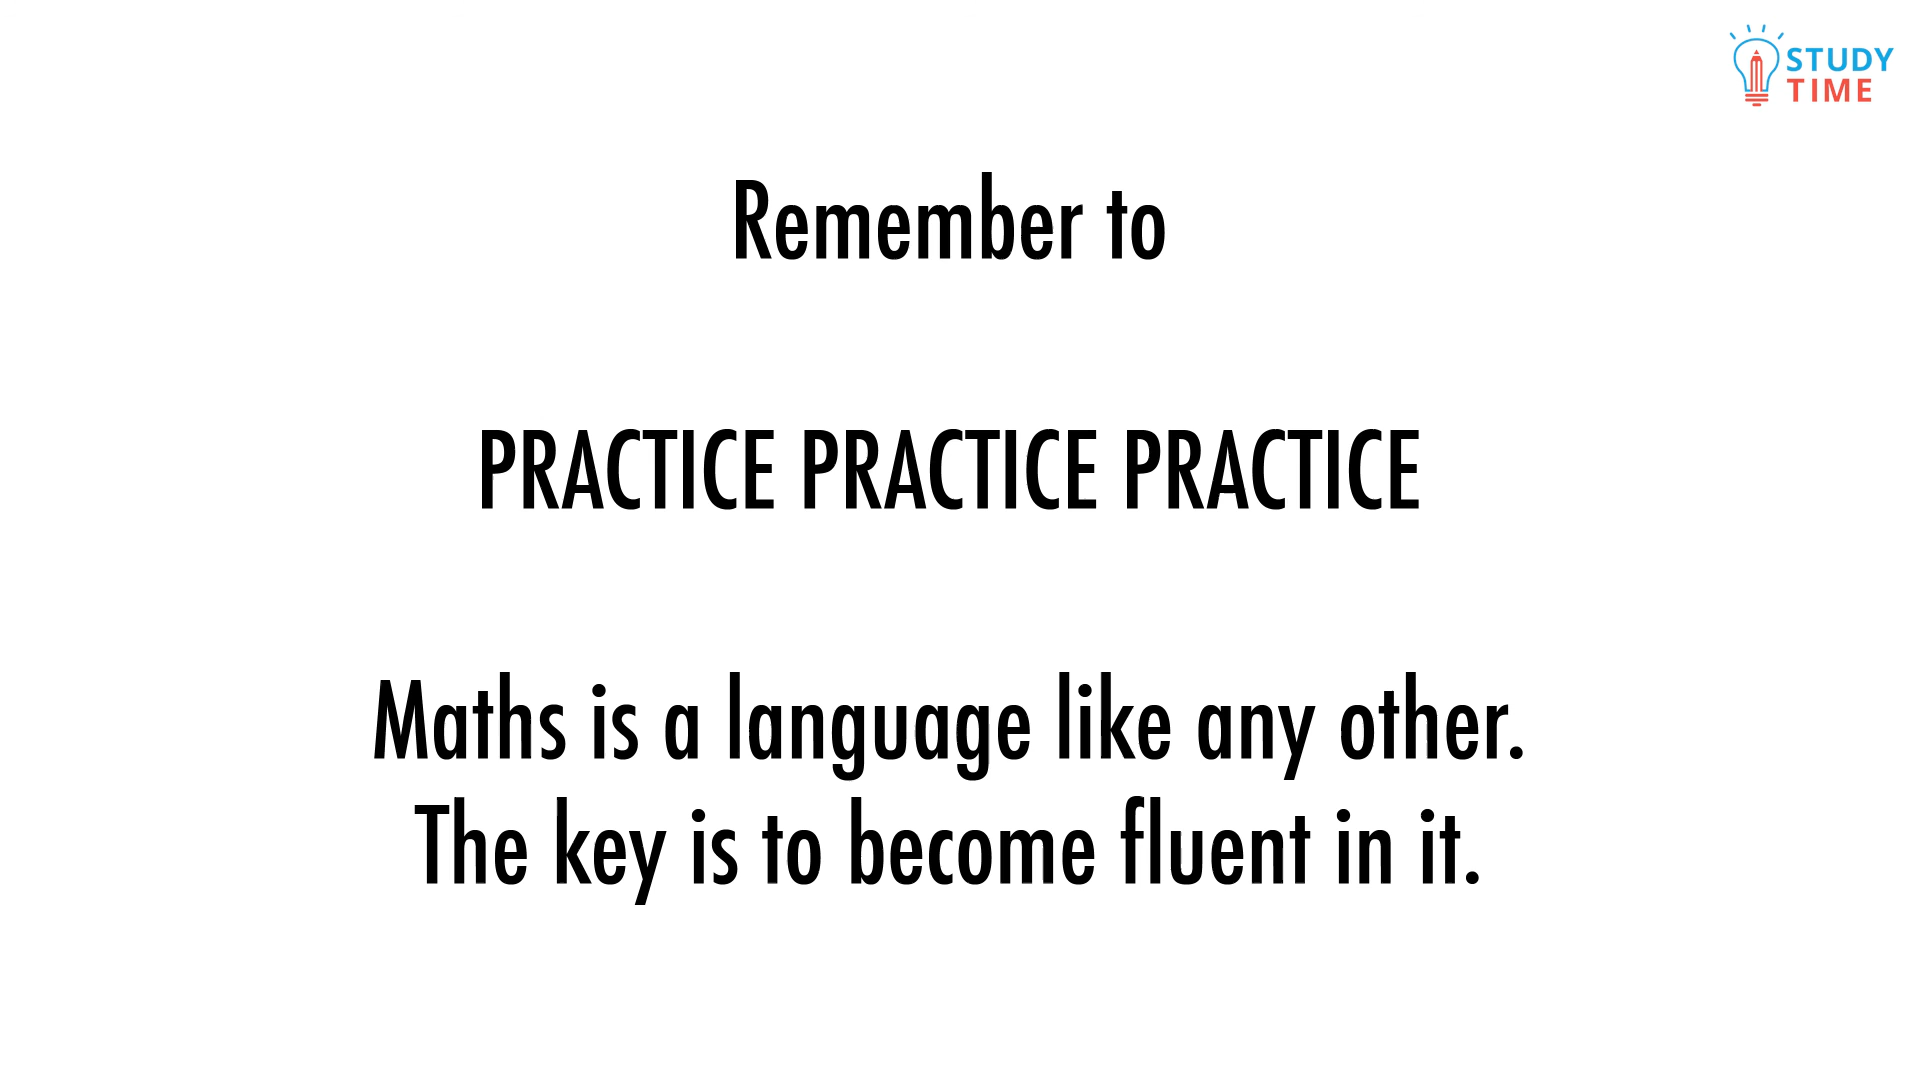 STUDY
TIME
Remember to
PRACTICE PRACTICE PRACTICE
Maths is a language like any other.
The key is to become fluent in it.